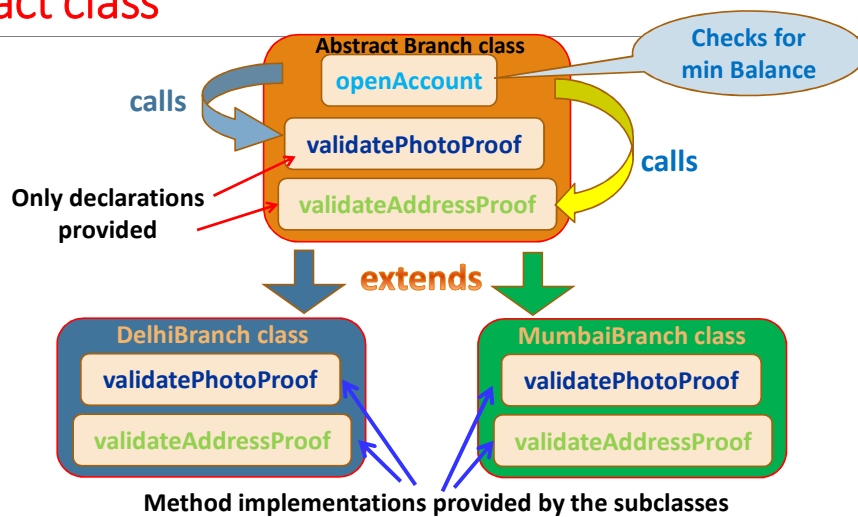 act class
Abstract Branch class
Checks for
min Balance
openAccount
calls
validatePhotoProof
calls
Only declarations
provided
validateAddressProof
extends
DelhiBranch class
MumbaiBranch class
validatePhotoProof
validatePhotoProof
validateAddressProof
validateAddressProof
Method implementations provided by the subclasses